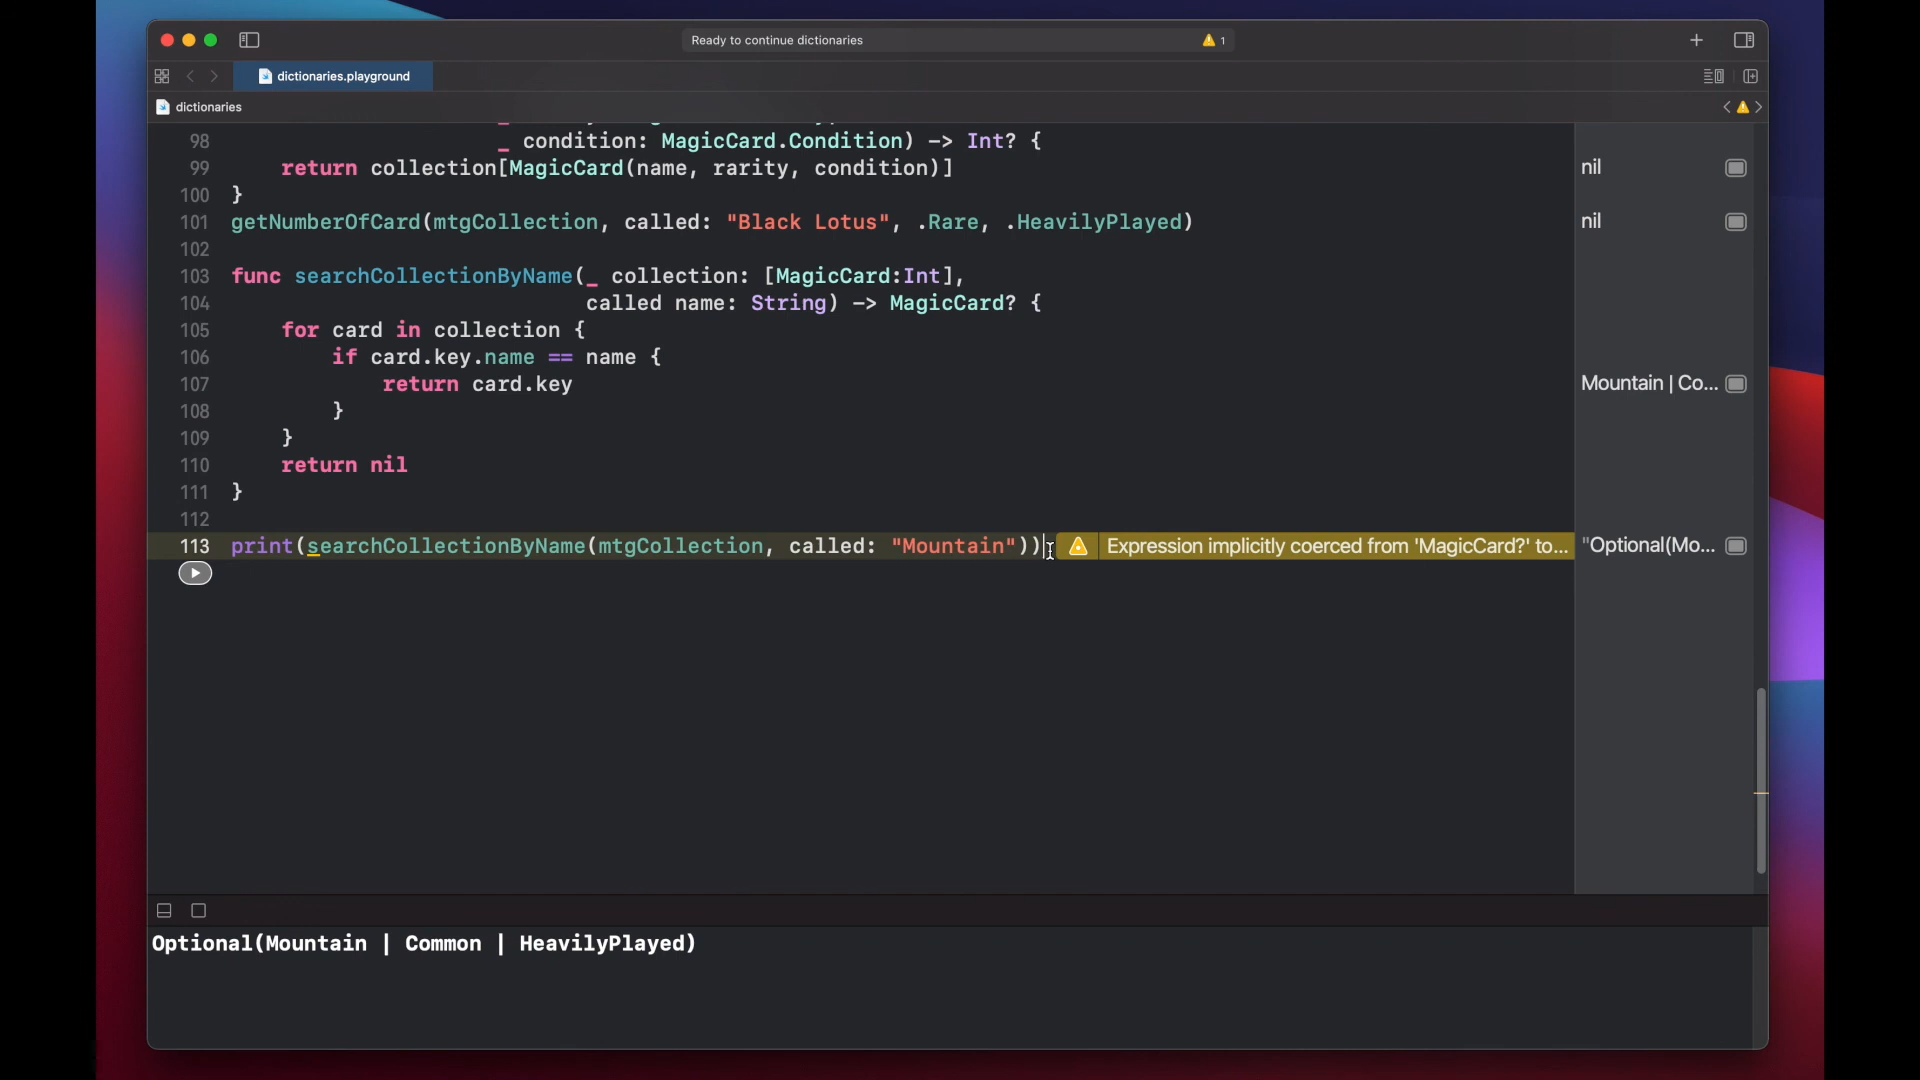 Ready to continue dictionaries
1
dictionaries.playground
dictionaries
98 _ condition: MagicCard.Condition) -> Int? {
99 return collection[MagicCard(name, rarity, condition)]
nil
100 }
101 getNumberOfCard(mtgCollection, called: "Black Lotus", .Rare, .HeavilyPlayed)
nil
102
103 func searchCollectionByName(_ collection: [MagicCard:Int],
104 called name: String) -> MagicCard? {
105 for card in collection {
106 if card.key.name == name {
107 return card.key
Mountain | Co...
108 }
109 }
110 return nil
111 }
112
113 print(searchCollectionByName(mtgCollection, called: "Mountain"))
Expression implicitly coerced from 'MagicCard?' to...
"Optional(Mo...
Optional(Mountain | Common | HeavilyPlayed)